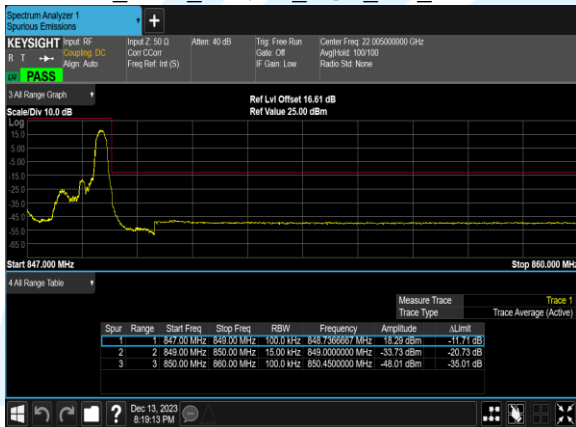 Spectrum Analyzer 1
Spurious Emissions
+
KEYSIGHT Input: RF Input Z: 50 Ω Atten: 40 dB Trig: Free Run Center Freq: 22.005000000 GHz
R T Coupling: DC Corr CCorr Gate: Off Avg|Hold: 100/100
Align: Auto Freq Ref: Int (S) IF Gain: Low Radio Std: None
PASS
3 All Range Graph
Ref Lvl Offset 16.61 dB
Scale/Div 10.0 dB Ref Value 25.00 dBm
Log
15.0
5.00
-5.00
-15.0
-25.0
-35.0
-45.0
-55.0
-65.0
Start 847.000 MHz Stop 860.000 MHz
4 All Range Table
Measure Trace Trace 1
Trace Type Trace Average (Active)
Spur Range Start Freq Stop Freq RBW Frequency Amplitude ΔLimit
1 1 847.00 MHz 849.00 MHz 100.0 kHz 848.7366667 MHz 18.29 dBm -11.71 dB
2 2 849.00 MHz 850.00 MHz 15.00 kHz 849.0000000 MHz -33.73 dBm -20.73 dB
3 3 850.00 MHz 860.00 MHz 100.0 kHz 850.4500000 MHz -48.01 dBm -35.01 dB
? Dec 13, 2023
8:19:13 PM